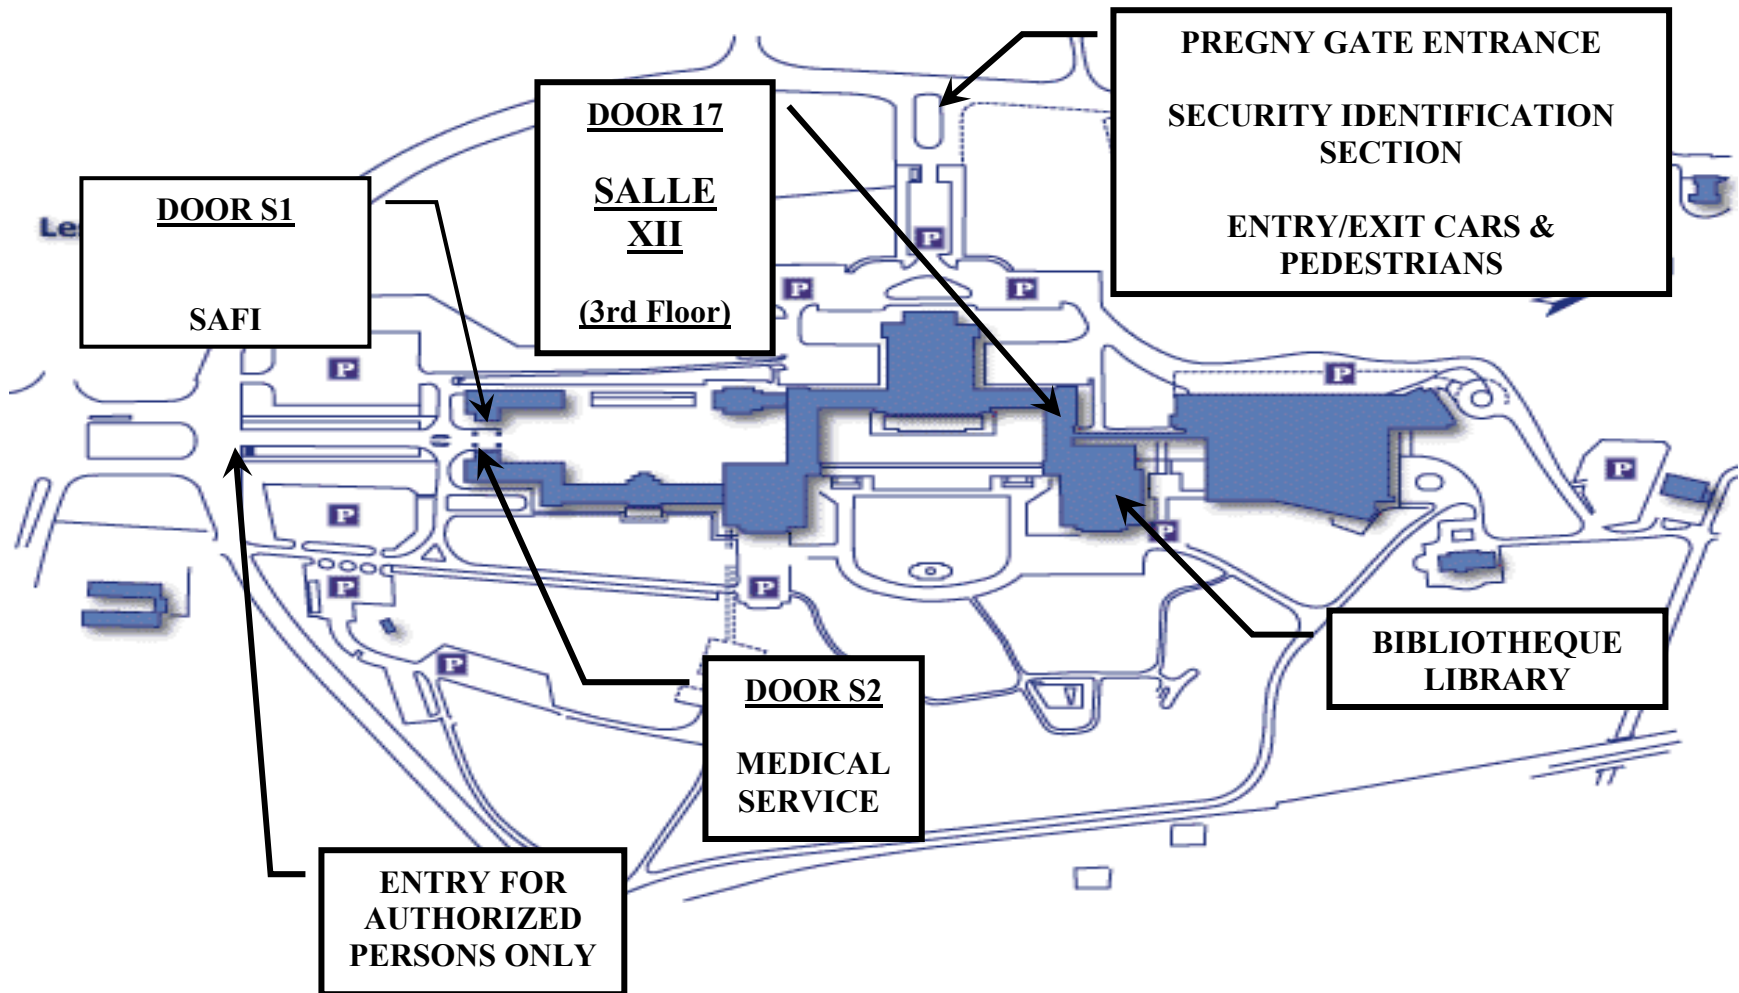 PREGNY GATE ENTRANCE
SECURITY IDENTIFICATION
SECTION
ENTRY/EXIT CARS &
PEDESTRIANS
DOOR 17
SALLE
XII
(3rd Floor)
DOOR S1
SAFI
P
P
P
P
P
P
P
P
P
P
P
BIBLIOTHEQUE
LIBRARY
DOOR S2
MEDICAL
SERVICE
ENTRY FOR
AUTHORIZED
PERSONS ONLY